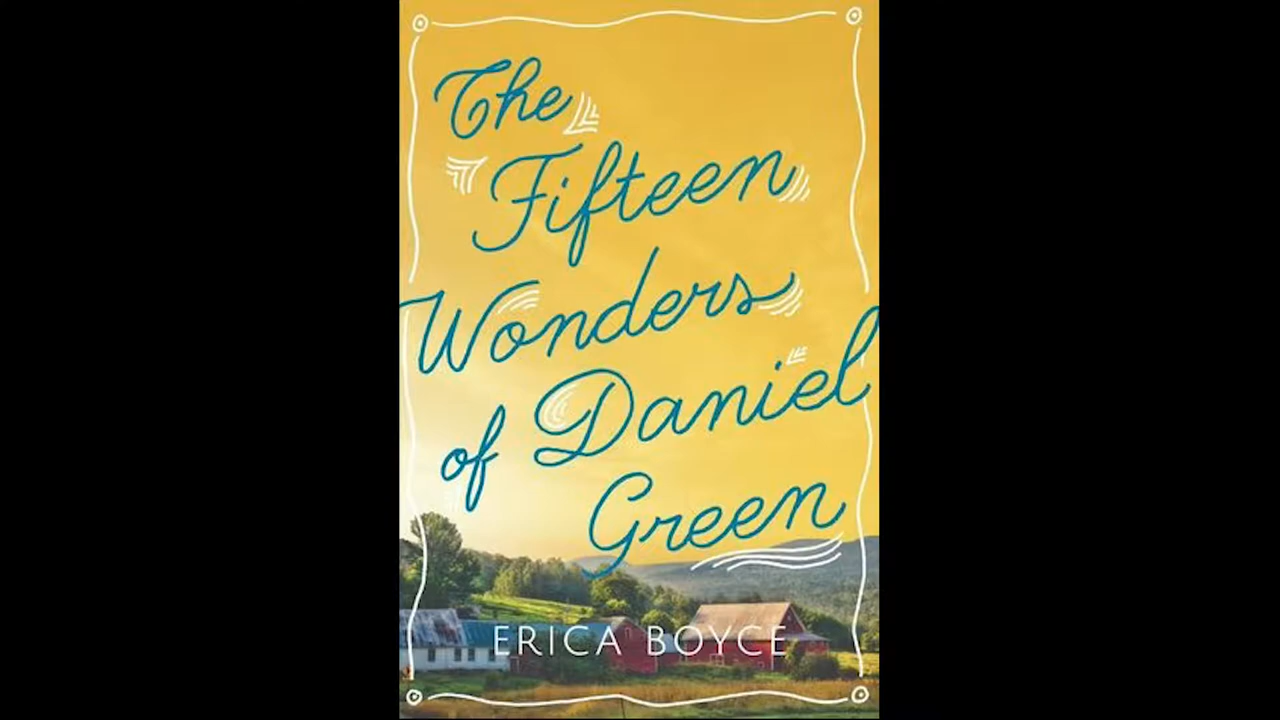 The
Fifteen
Wonders
of Daniel
Green
ERICA BOYCE